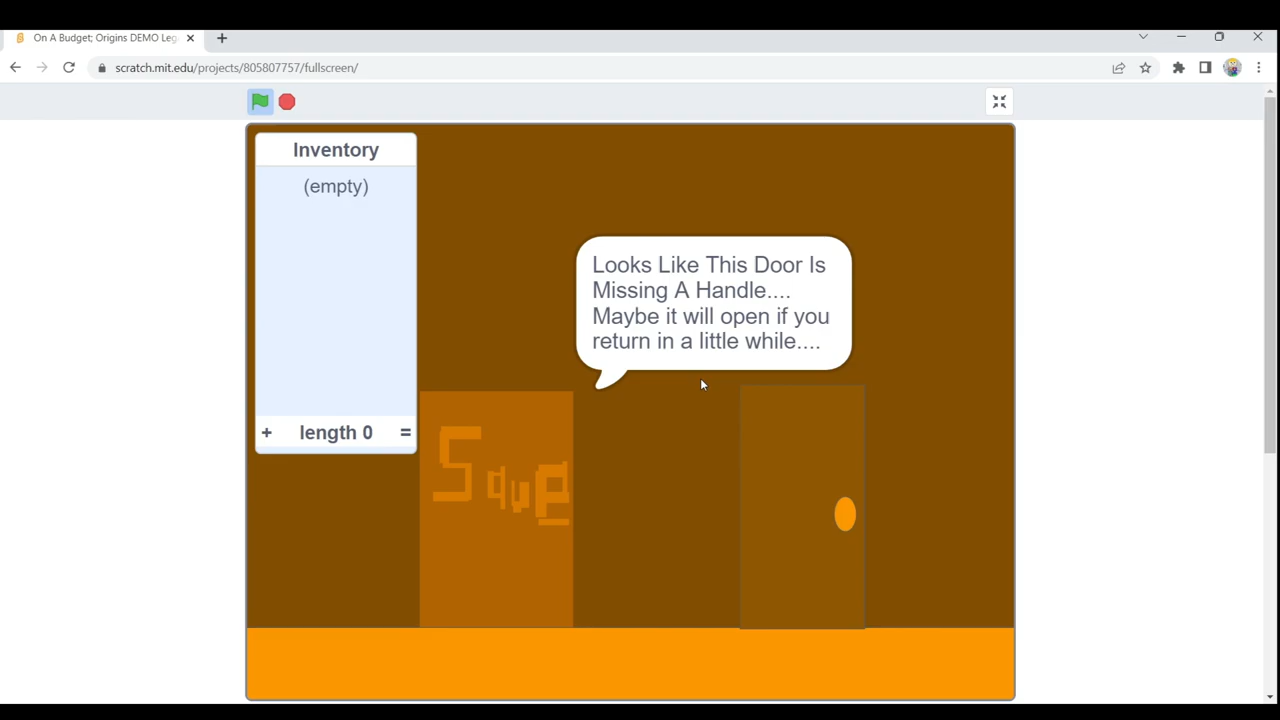 On A Budget; Origins DEMO Leg
scratch.mit.edu/projects/805807757/fullscreen/
Inventory
(empty)
+ length 0 =
Looks Like This Door Is
Missing A Handle....
Maybe it will open if you
return in a little while....
Save